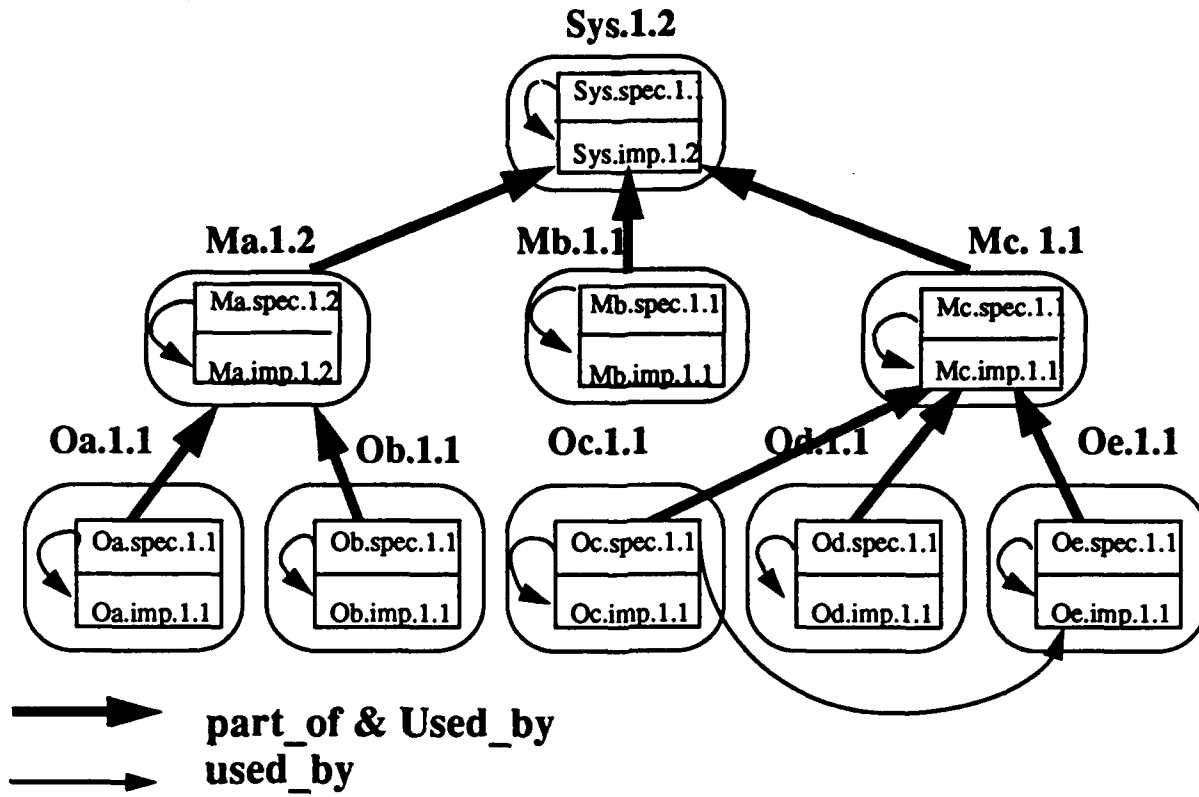 Sys.1.2
Sys.spec.1.1
Sys.imp.1.2
Ma.1.2
Mb.1.1
Mc. 1.1
Ma.spec.1.2
Ma.imp.1.2
Mb.spec.1.1
Mb.imp.1.1
Mc.spec.1.1
Mc.imp.1.1
Oa.1.1
Ob.1.1
Oc.1.1
Od.1.1
Oe.1.1
Oa.spec.1.1
Oa.imp.1.1
Ob.spec.1.1
Ob.imp.1.1
Oc.spec.1.1
Oc.imp.1.1
Od.spec.1.1
Od.imp.1.1
Oe.spec.1.1
Oe.imp.1.1
part_of & Used_by
used_by